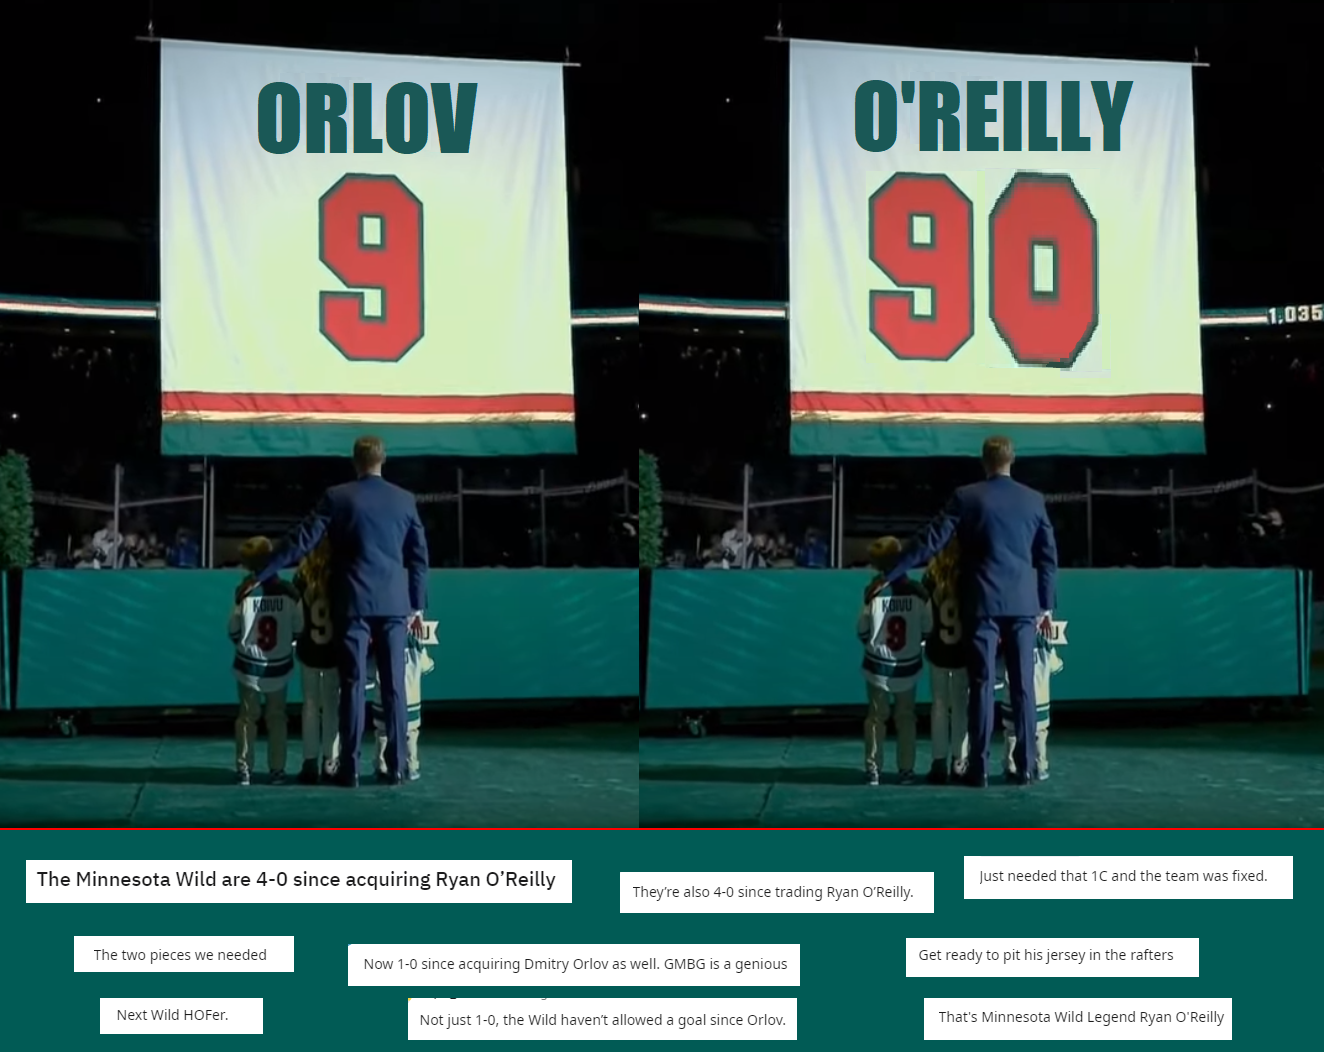 ORLOV
9
O'REILLY
90
1,035
KOIVU
9
9
U
KOIVU
9
9
U
The Minnesota Wild are 4-0 since acquiring Ryan O’Reilly
They’re also 4-0 since trading Ryan O’Reilly.
Just needed that 1C and the team was fixed.
The two pieces we needed
Now 1-0 since acquiring Dmitry Orlov as well. GMBG is a genious
Get ready to pit his jersey in the rafters
Next Wild HOFer.
Not just 1-0, the Wild haven’t allowed a goal since Orlov.
That's Minnesota Wild Legend Ryan O'Reilly